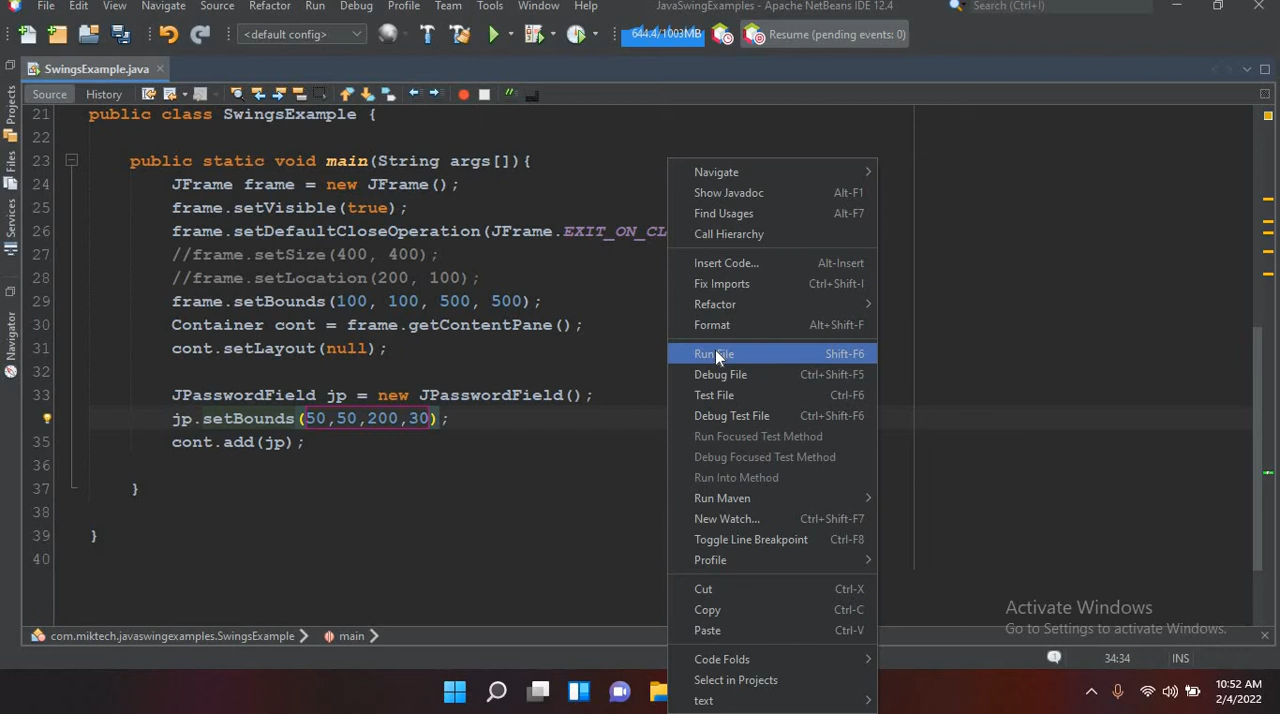 File Edit View Navigate Source Refactor Run Debug Profile Team Tools Window Help JavaSwingExamples - Apache NetBeans IDE 12.4 Search (Ctrl+I)
<default config> 644.4/1003MB Resume (pending events: 0)
SwingsExample.java
Source History
Projects
Files
Services
Navigator
21 public class SwingsExample {
22
23 public static void main(String args[]){
24 JFrame frame = new JFrame();
25 frame.setVisible(true);
26 frame.setDefaultCloseOperation(JFrame.EXIT_ON_CL
27 //frame.setSize(400, 400);
28 //frame.setLocation(200, 100);
29 frame.setBounds(100, 100, 500, 500);
30 Container cont = frame.getContentPane();
31 cont.setLayout(null);
32
33 JPasswordField jp = new JPasswordField();
jp.setBounds(50,50,200,30);
35 cont.add(jp);
36
37 }
38
39 }
40
Navigate
Show Javadoc Alt-F1
Find Usages Alt-F7
Call Hierarchy
Insert Code... Alt-Insert
Fix Imports Ctrl+Shift-I
Refactor
Format Alt+Shift-F
Run File Shift-F6
Debug File Ctrl+Shift-F5
Test File Ctrl-F6
Debug Test File Ctrl+Shift-F6
Run Focused Test Method
Debug Focused Test Method
Run Into Method
Run Maven
New Watch... Ctrl+Shift-F7
Toggle Line Breakpoint Ctrl-F8
Profile
Cut Ctrl-X
Copy Ctrl-C
Paste Ctrl-V
Code Folds
Select in Projects
text
Activate Windows
Go to Settings to activate Windows.
com.miktech.javaswingexamples.SwingsExample main
1 34:34 INS
10:52 AM
2/4/2022